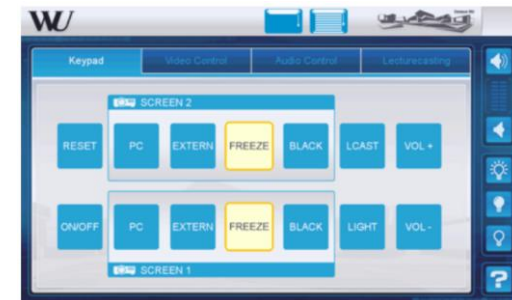 WU
Keypad Video Control Audio Control Lecturecasting
SCREEN 2
RESET PC EXTERN FREEZE BLACK LCAST VOL +
ON/OFF PC EXTERN FREEZE BLACK LIGHT VOL -
SCREEN 1
?